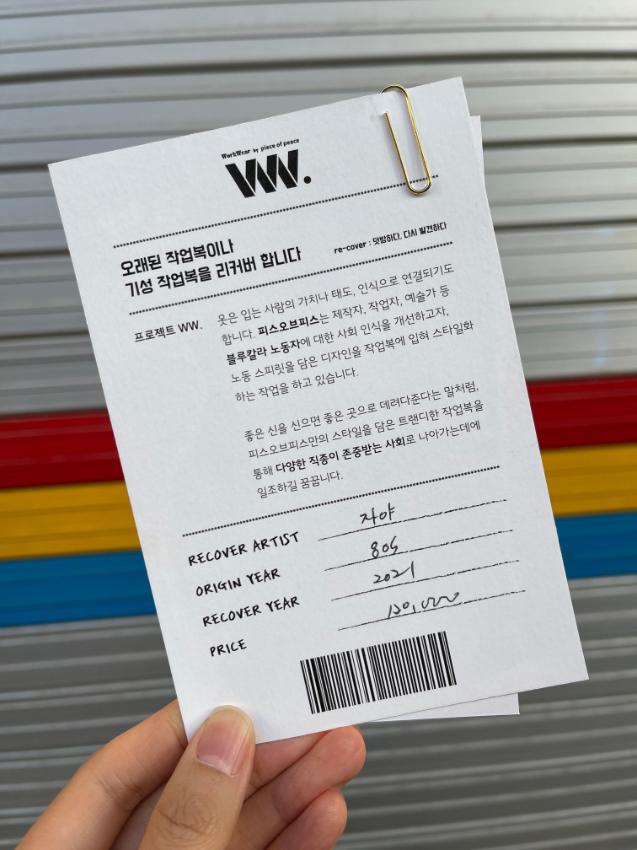 WorkWear by piece of peace
WW.
오래된 작업복이나
기성 작업복을 리커버 합니다
re-cover : 덧방하다, 다시 발견하다
프로젝트 WW.
옷은 입는 사람의 가치나 태도, 인식으로 연결되기도
합니다. 피스오브피스는 제작자, 작업자, 예술가 등
블루칼라 노동자에 대한 사회 인식을 개선하고자,
노동 스피릿을 담은 디자인을 작업복에 입혀 스타일화
하는 작업을 하고 있습니다.
좋은 신을 신으면 좋은 곳으로 데려다준다는 말처럼,
피스오브피스만의 스타일을 담은 트랜디한 작업복을
통해 다양한 직종이 존중받는 사회로 나아가는데에
일조하길 꿈꿉니다.
RECOVER ARTIST 자야
ORIGIN YEAR 80s
RECOVER YEAR 2021
PRICE 120,000